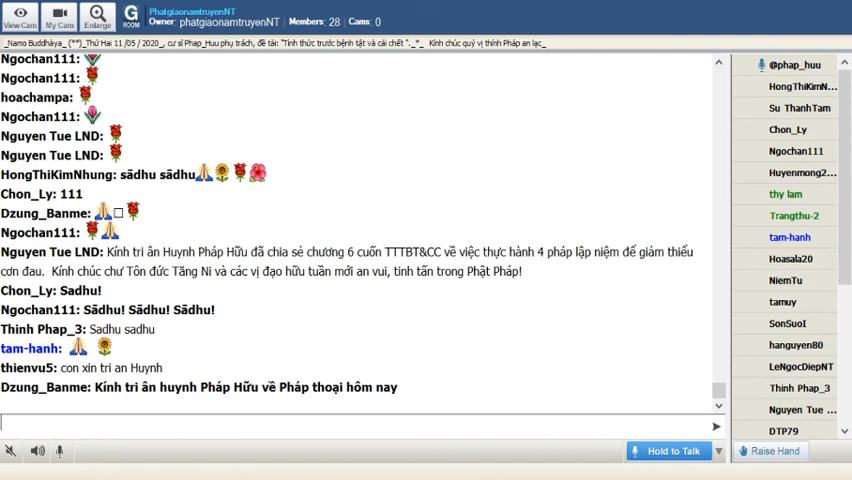 View Cam
My Cam
Enlarge
G
ROOM
PhatgiaonamtruyenNT
Owner: phatgiaonamtruyenNT | Members: 28 | Cams: 0
_Namo Buddhàya_ (**)_Thứ Hai 11 /05 / 2020_, cư sĩ Phap_Huu phụ trách, đề tài: "Tỉnh thức trước bệnh tật và cái chết "._*_ Kính chúc quý vị thính Pháp an lạc_
Ngochan111:
Ngochan111:
hoachampa:
Ngochan111:
Nguyen Tue LND:
Nguyen Tue LND:
HongThiKimNhung: sādhu sādhu
Chon_Ly: 111
Dzung_Banme:
Ngochan111:
Nguyen Tue LND: Kính tri ân Huynh Pháp Hữu đã chia sẻ chương 6 cuốn TTTBT&CC về việc thực hành 4 pháp lập niệm để giảm thiểu
cơn đau. Kính chúc chư Tôn đức Tăng Ni và các vị đạo hữu tuần mới an vui, tinh tấn trong Phật Pháp!
Chon_Ly: Sadhu!
Ngochan111: Sādhu! Sādhu! Sādhu!
Thinh Phap_3: Sadhu sadhu
tam-hanh:
thienvu5: con xin tri an Huynh
Dzung_Banme: Kính tri ân huynh Pháp Hữu về Pháp thoại hôm nay
Hold to Talk
@phap_huu
HongThiKimN...
Su ThanhTam
Chon_Ly
Ngochan111
Huyenmong2...
thy lam
Trangthu-2
tam-hanh
Hoasala20
NiemTu
tamuy
SonSuoI
hanguyen80
LeNgocDiepNT
Thinh Phap_3
Nguyen Tue ...
DTP79
Raise Hand